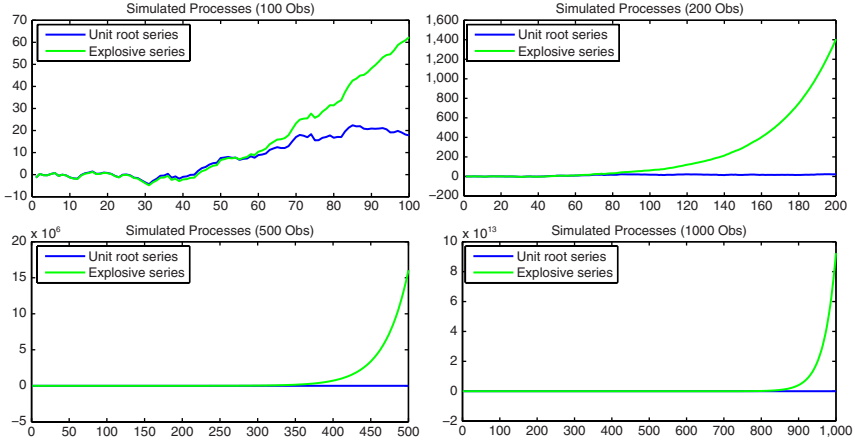 Simulated Processes (100 Obs)
70
60
50
40
30
20
10
0
−10
Unit root series
Explosive series
0 10 20 30 40 50 60 70 80 90 100
Simulated Processes (200 Obs)
1,600
1,400
1,200
1,000
800
600
400
200
0
−200
Unit root series
Explosive series
0 20 40 60 80 100 120 140 160 180 200
Simulated Processes (500 Obs)
x 10⁶
20
15
10
5
0
−5
Unit root series
Explosive series
0 50 100 150 200 250 300 350 400 450 500
Simulated Processes (1000 Obs)
x 10¹³
10
8
6
4
2
0
−2
Unit root series
Explosive series
0 100 200 300 400 500 600 700 800 900 1,000